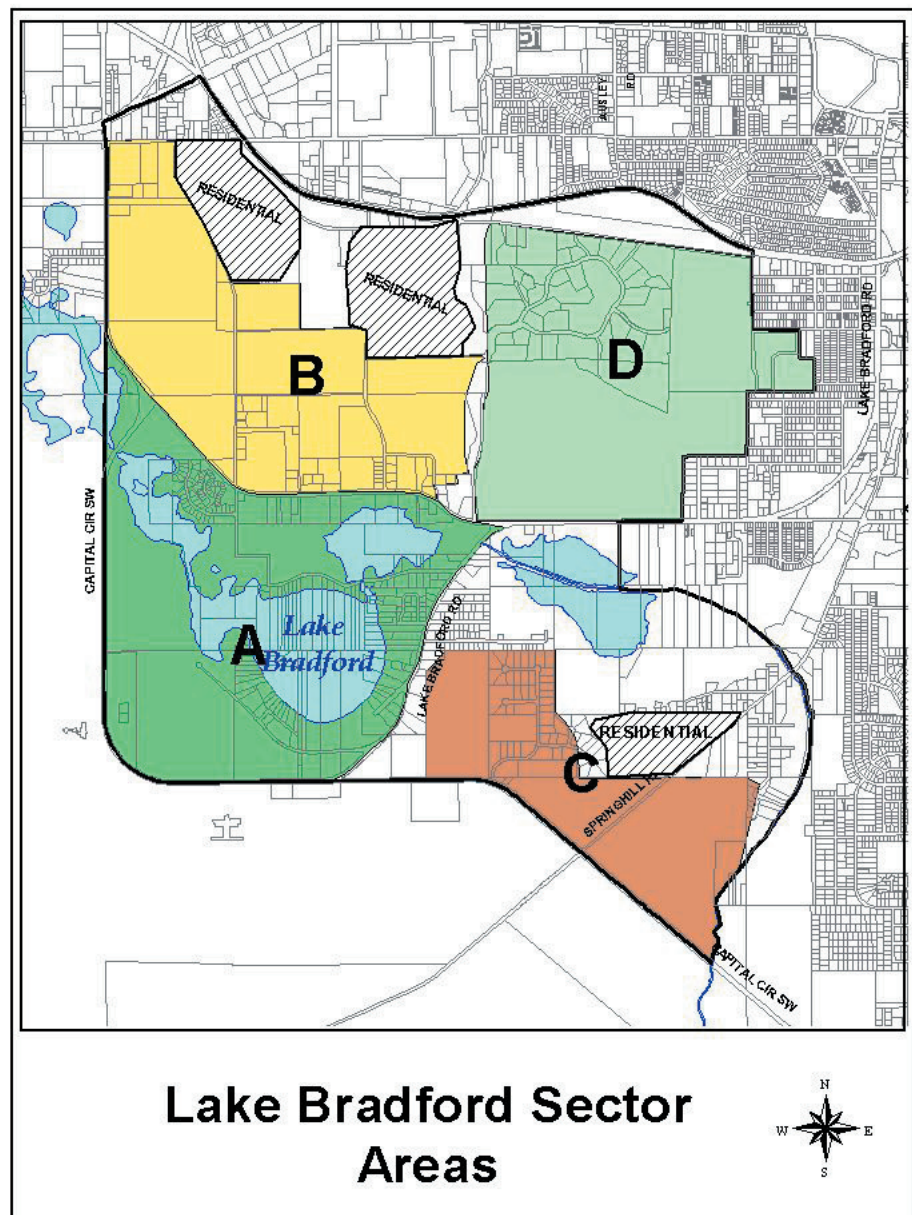 AUSLEY
RD
RESIDENTIAL
RESIDENTIAL
LAKE BRADFORD RD
B
D
CAPITAL CIR SW
A
Lake
Bradford
LAKE BRADFORD RD
RESIDENTIAL
C
SPRINGHILL
CAPITAL CIR SW
Lake Bradford Sector
Areas
N
W
E
S